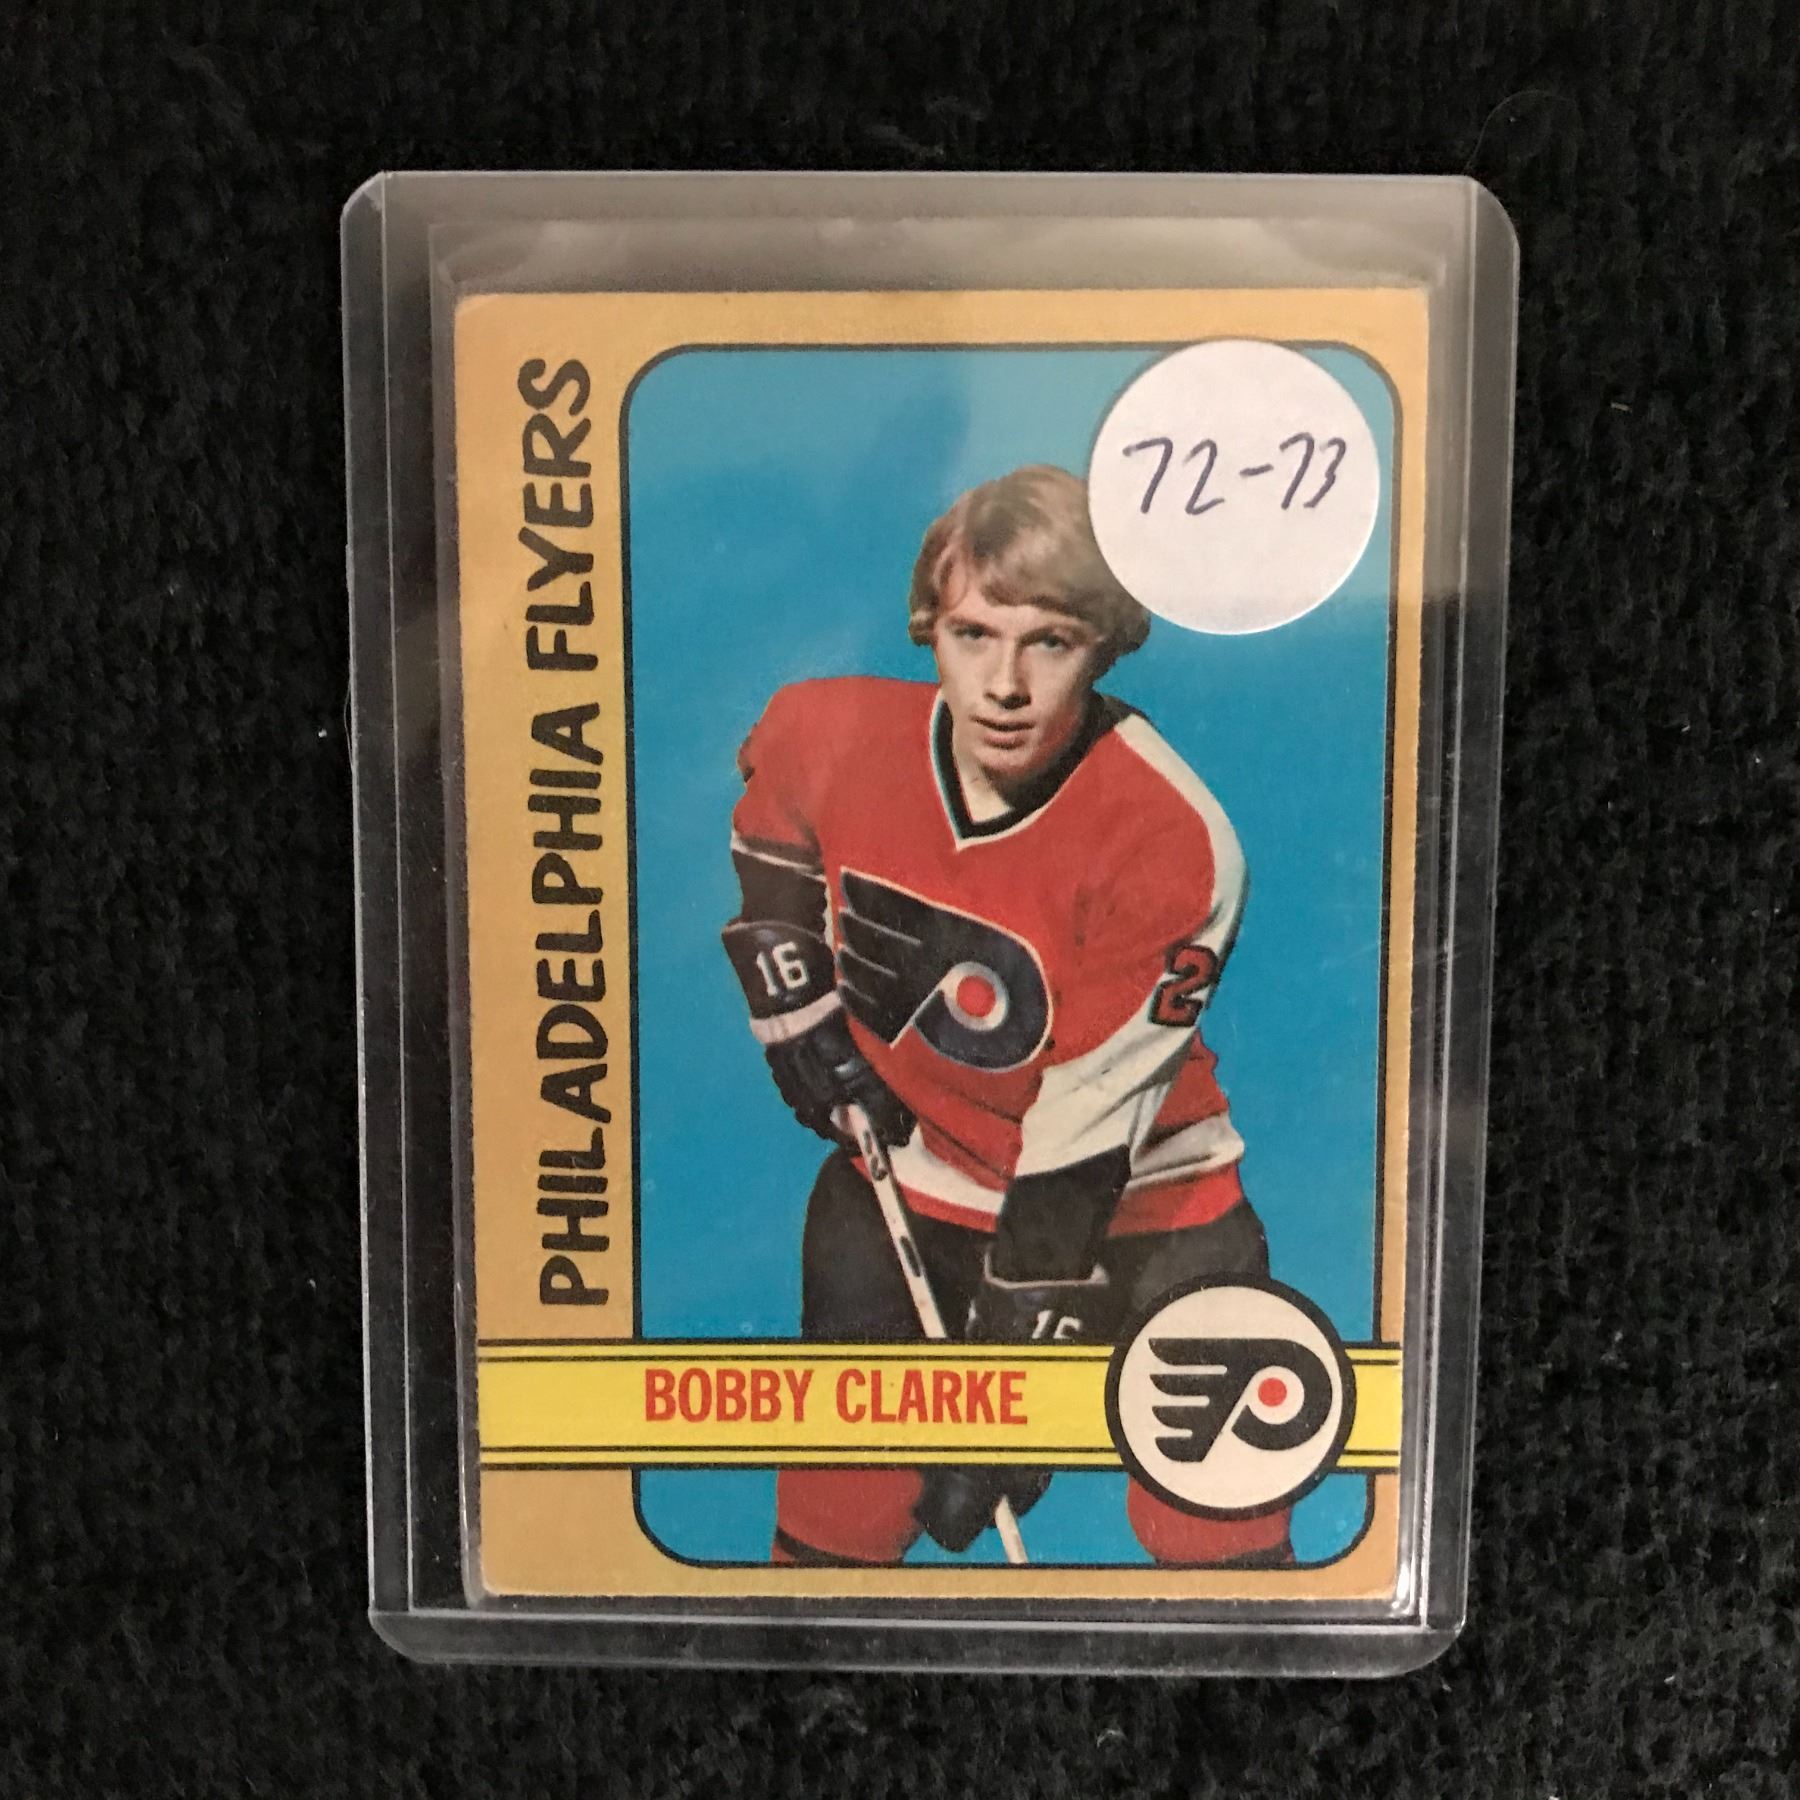 PHILADELPHIA FLYERS
72-73
16
2
16
BOBBY CLARKE